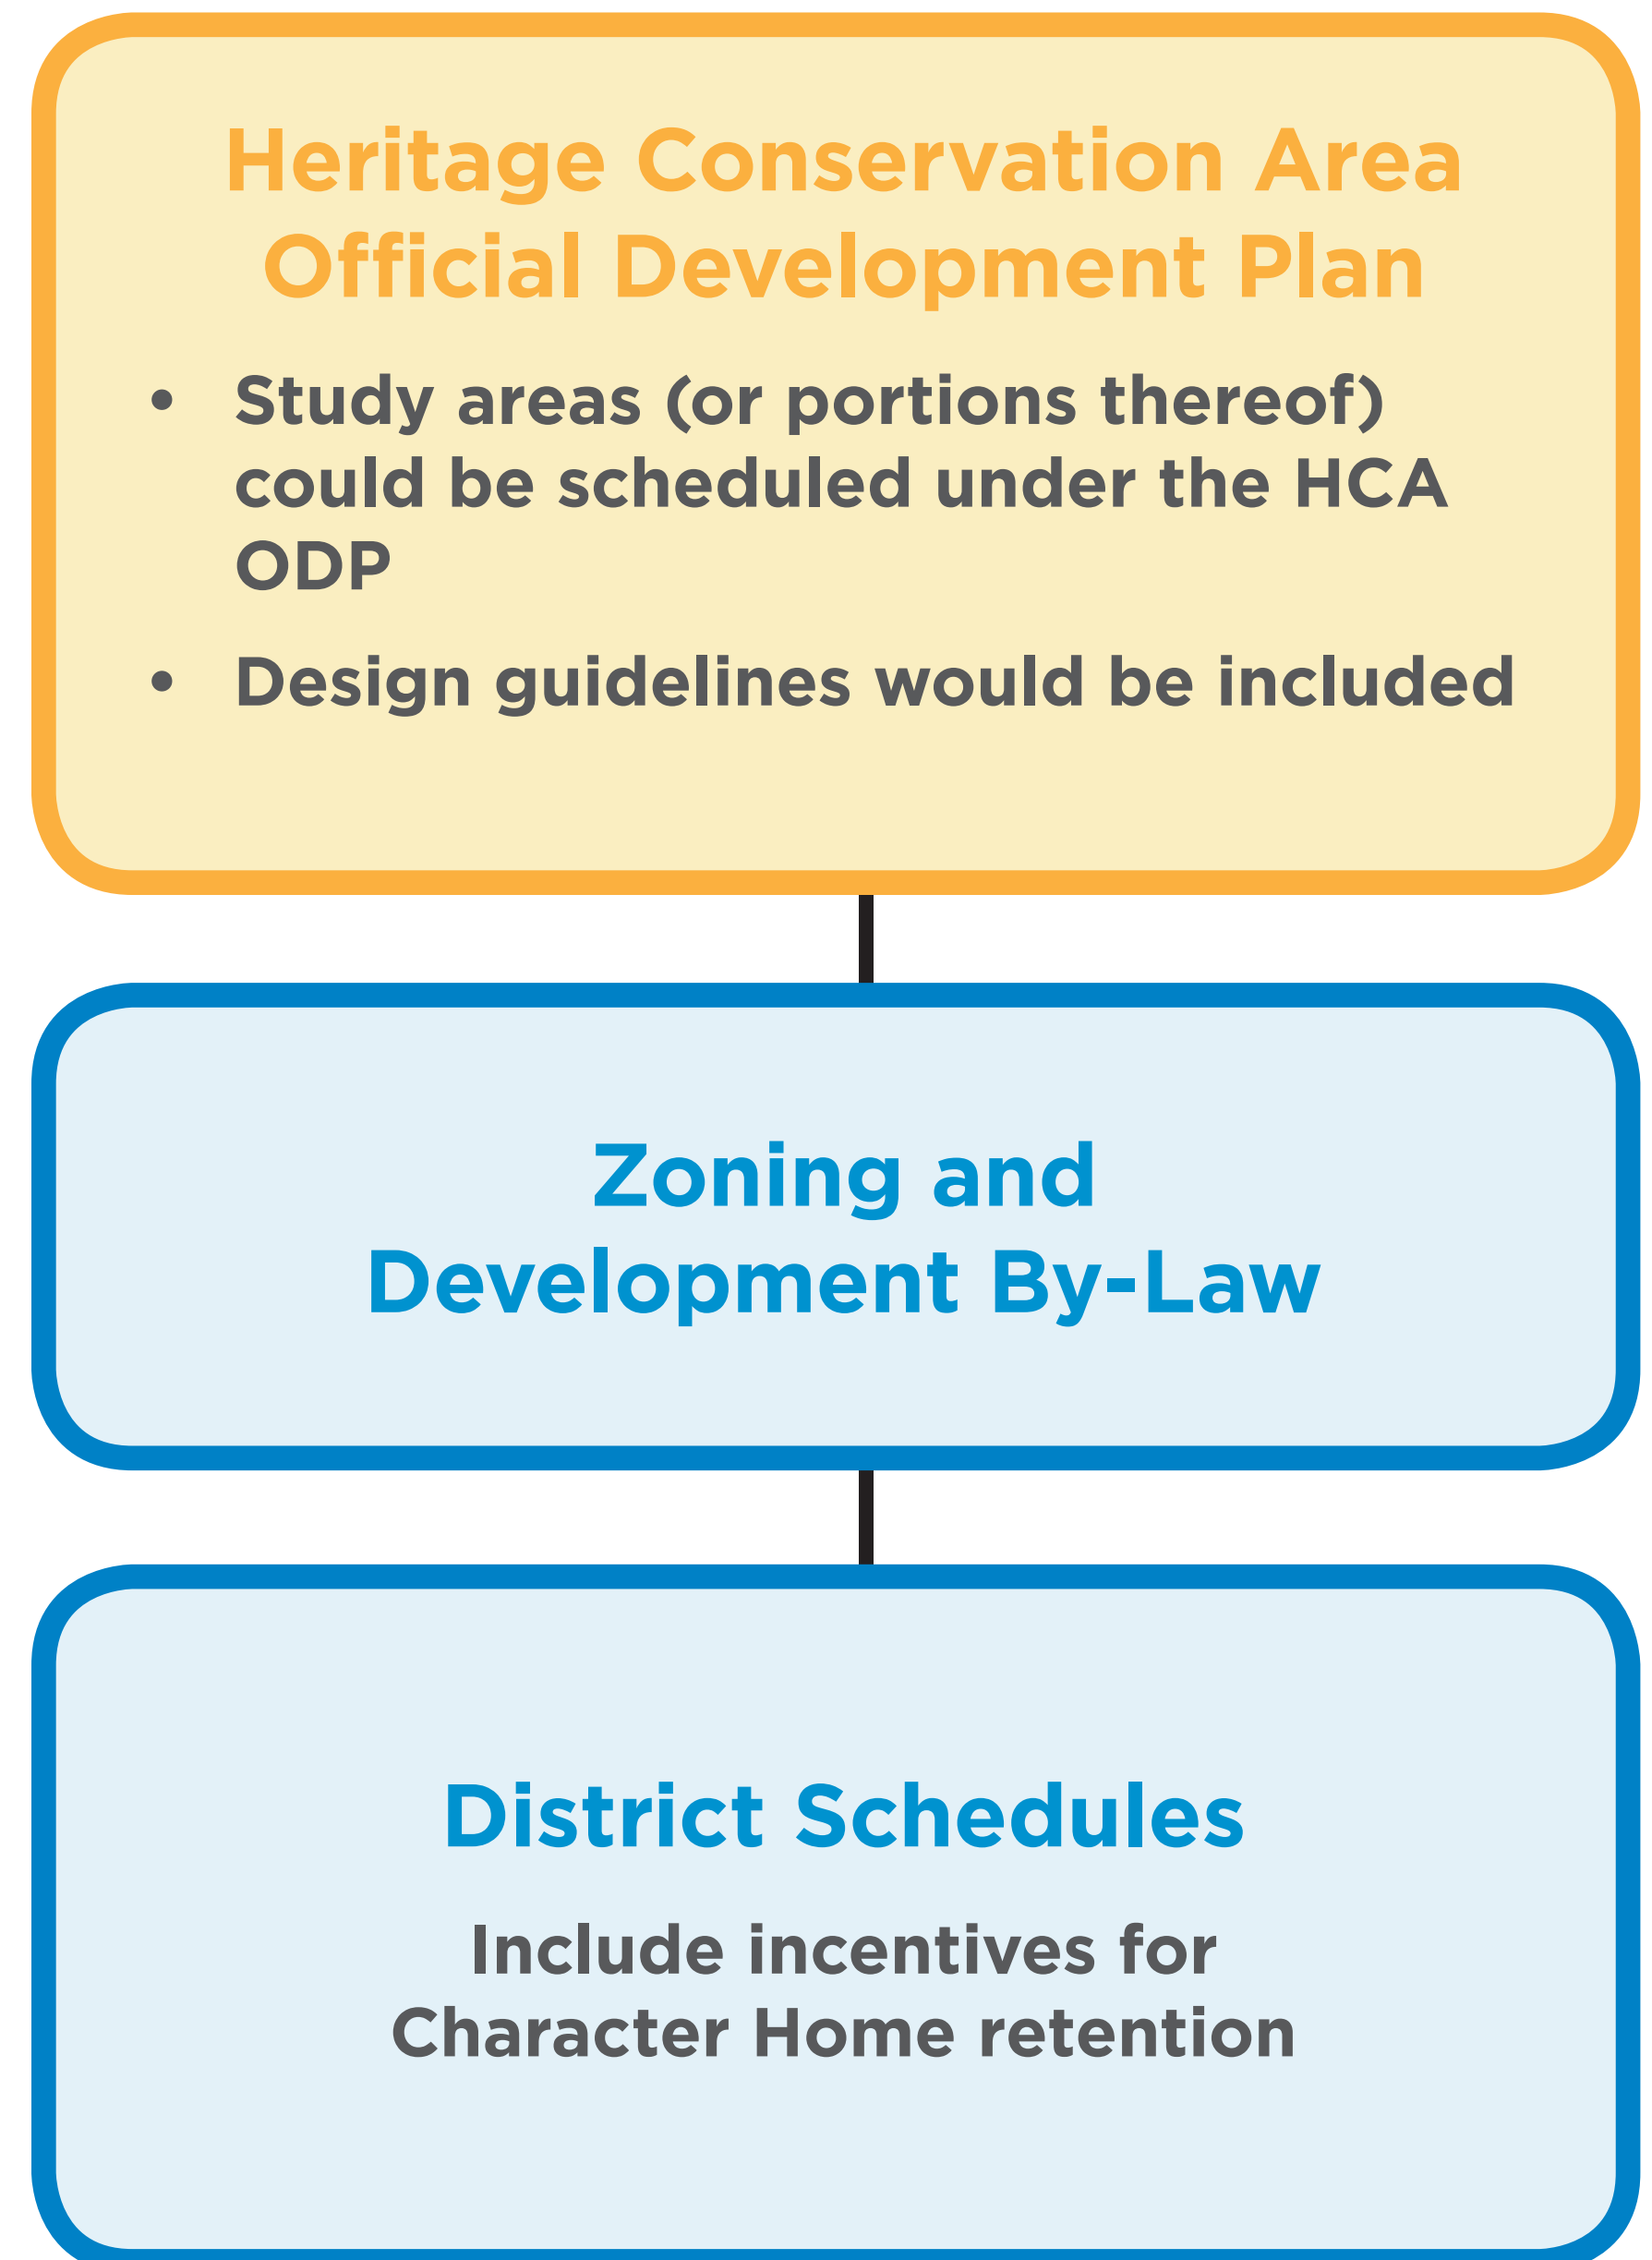 Heritage Conservation Area
Official Development Plan
• Study areas (or portions thereof)
could be scheduled under the HCA
ODP
• Design guidelines would be included
Zoning and
Development By-Law
District Schedules
Include incentives for
Character Home retention